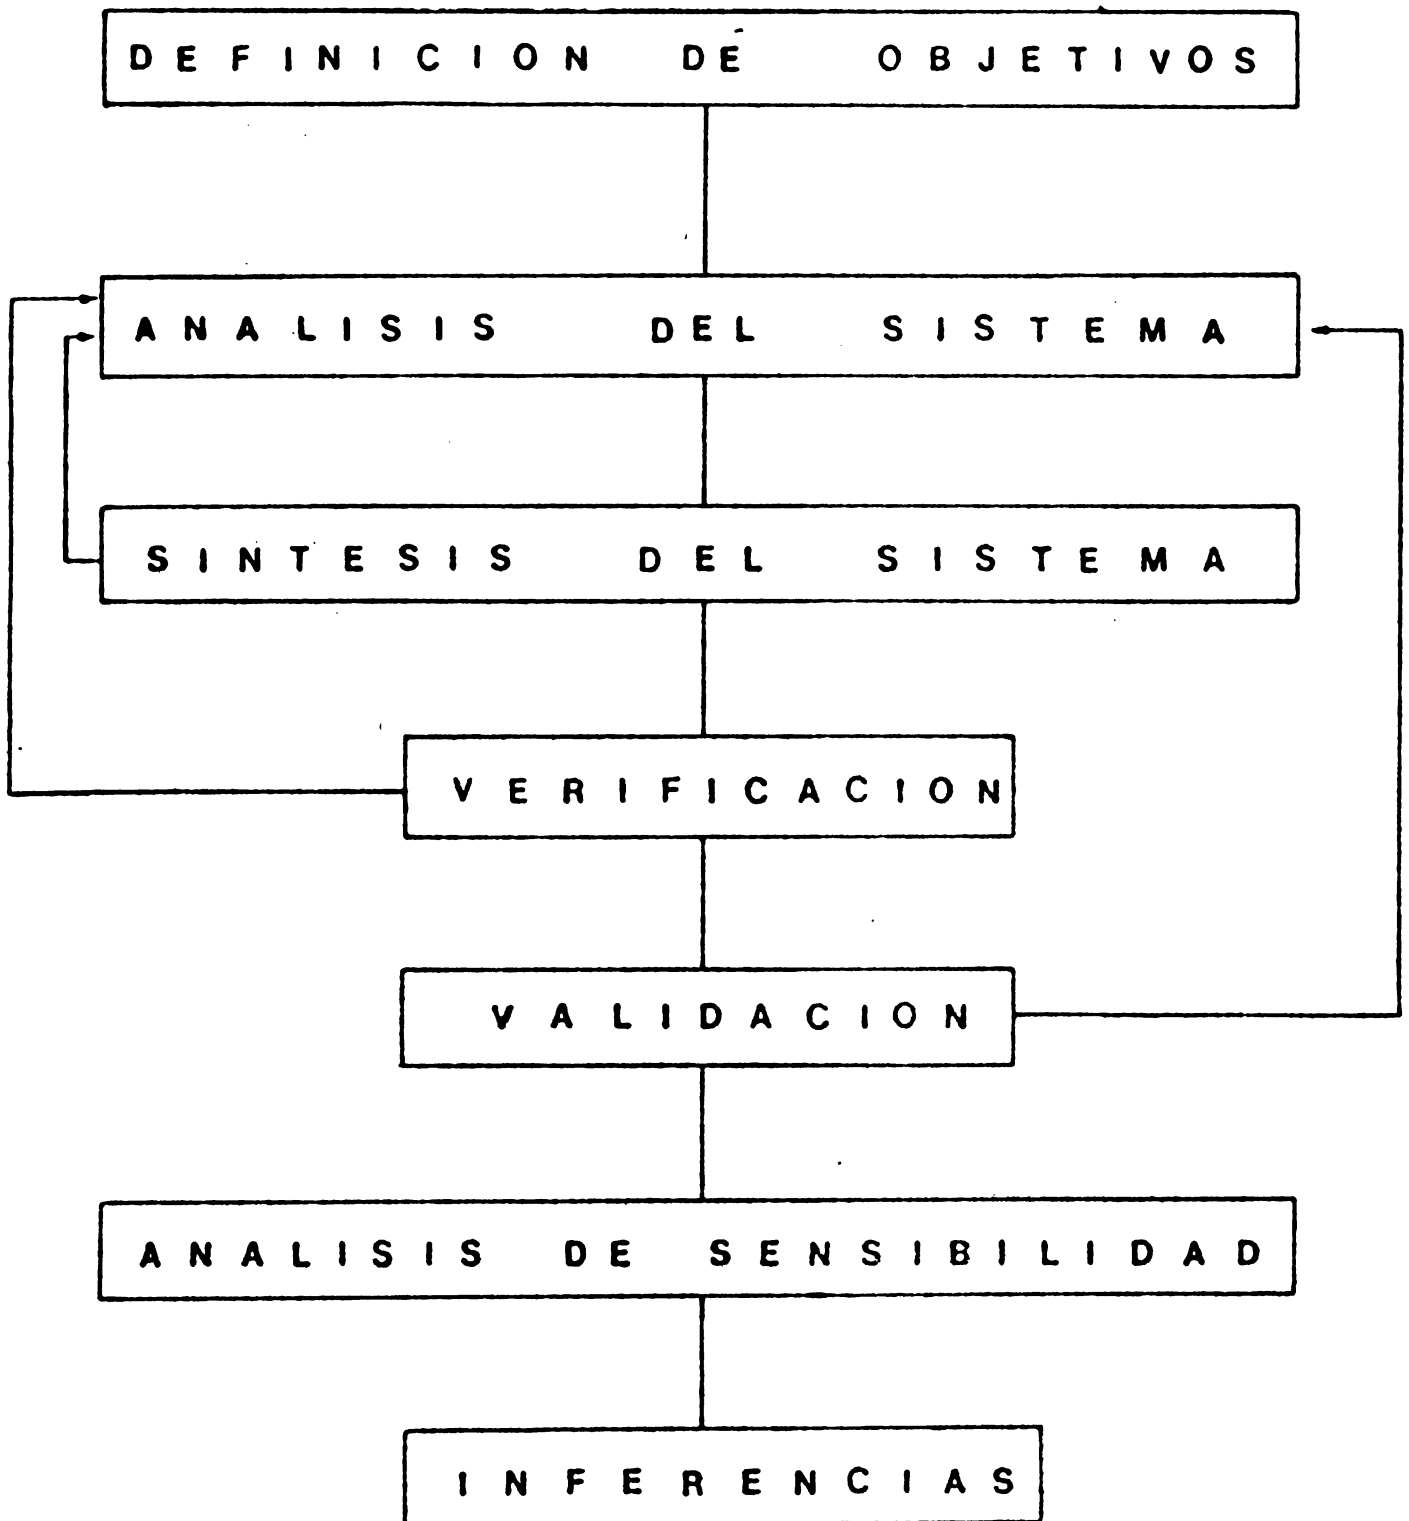 DEFINICION DE OBJETIVOS
ANALISIS DEL SISTEMA
SINTESIS DEL SISTEMA
VERIFICACION
VALIDACION
ANALISIS DE SENSIBILIDAD
INFERENCIAS